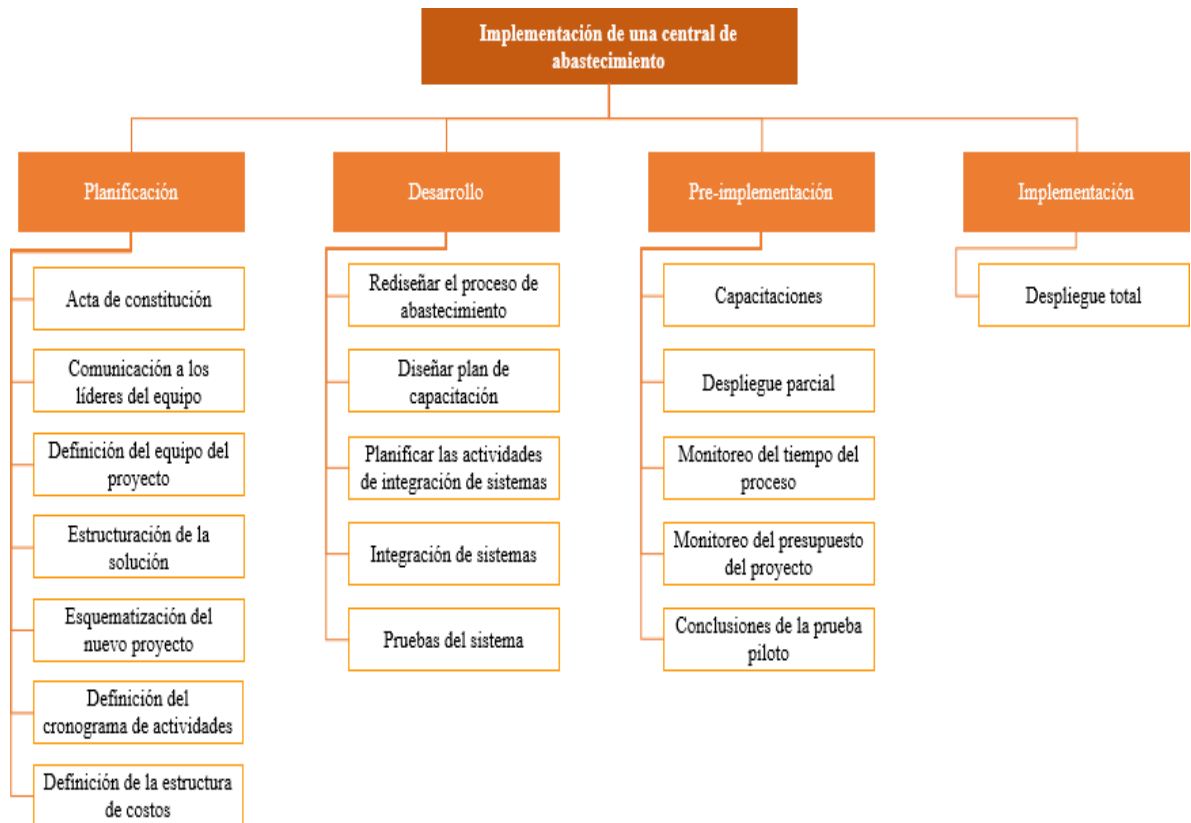 Implementación de una central de
abastecimiento
Planificación
Desarrollo
Pre-implementación
Implementación
Acta de constitución
Comunicación a los
líderes del equipo
Definición del equipo del
proyecto
Estructuración de la
solución
Esquematización del
nuevo proyecto
Definición del
cronograma de actividades
Definición de la estructura
de costos
Rediseñar el proceso de
abastecimiento
Diseñar plan de
capacitación
Planificar las actividades
de integración de sistemas
Integración de sistemas
Pruebas del sistema
Capacitaciones
Despliegue parcial
Monitoreo del tiempo del
proceso
Monitoreo del presupuesto
del proyecto
Conclusiones de la prueba
piloto
Despliegue total